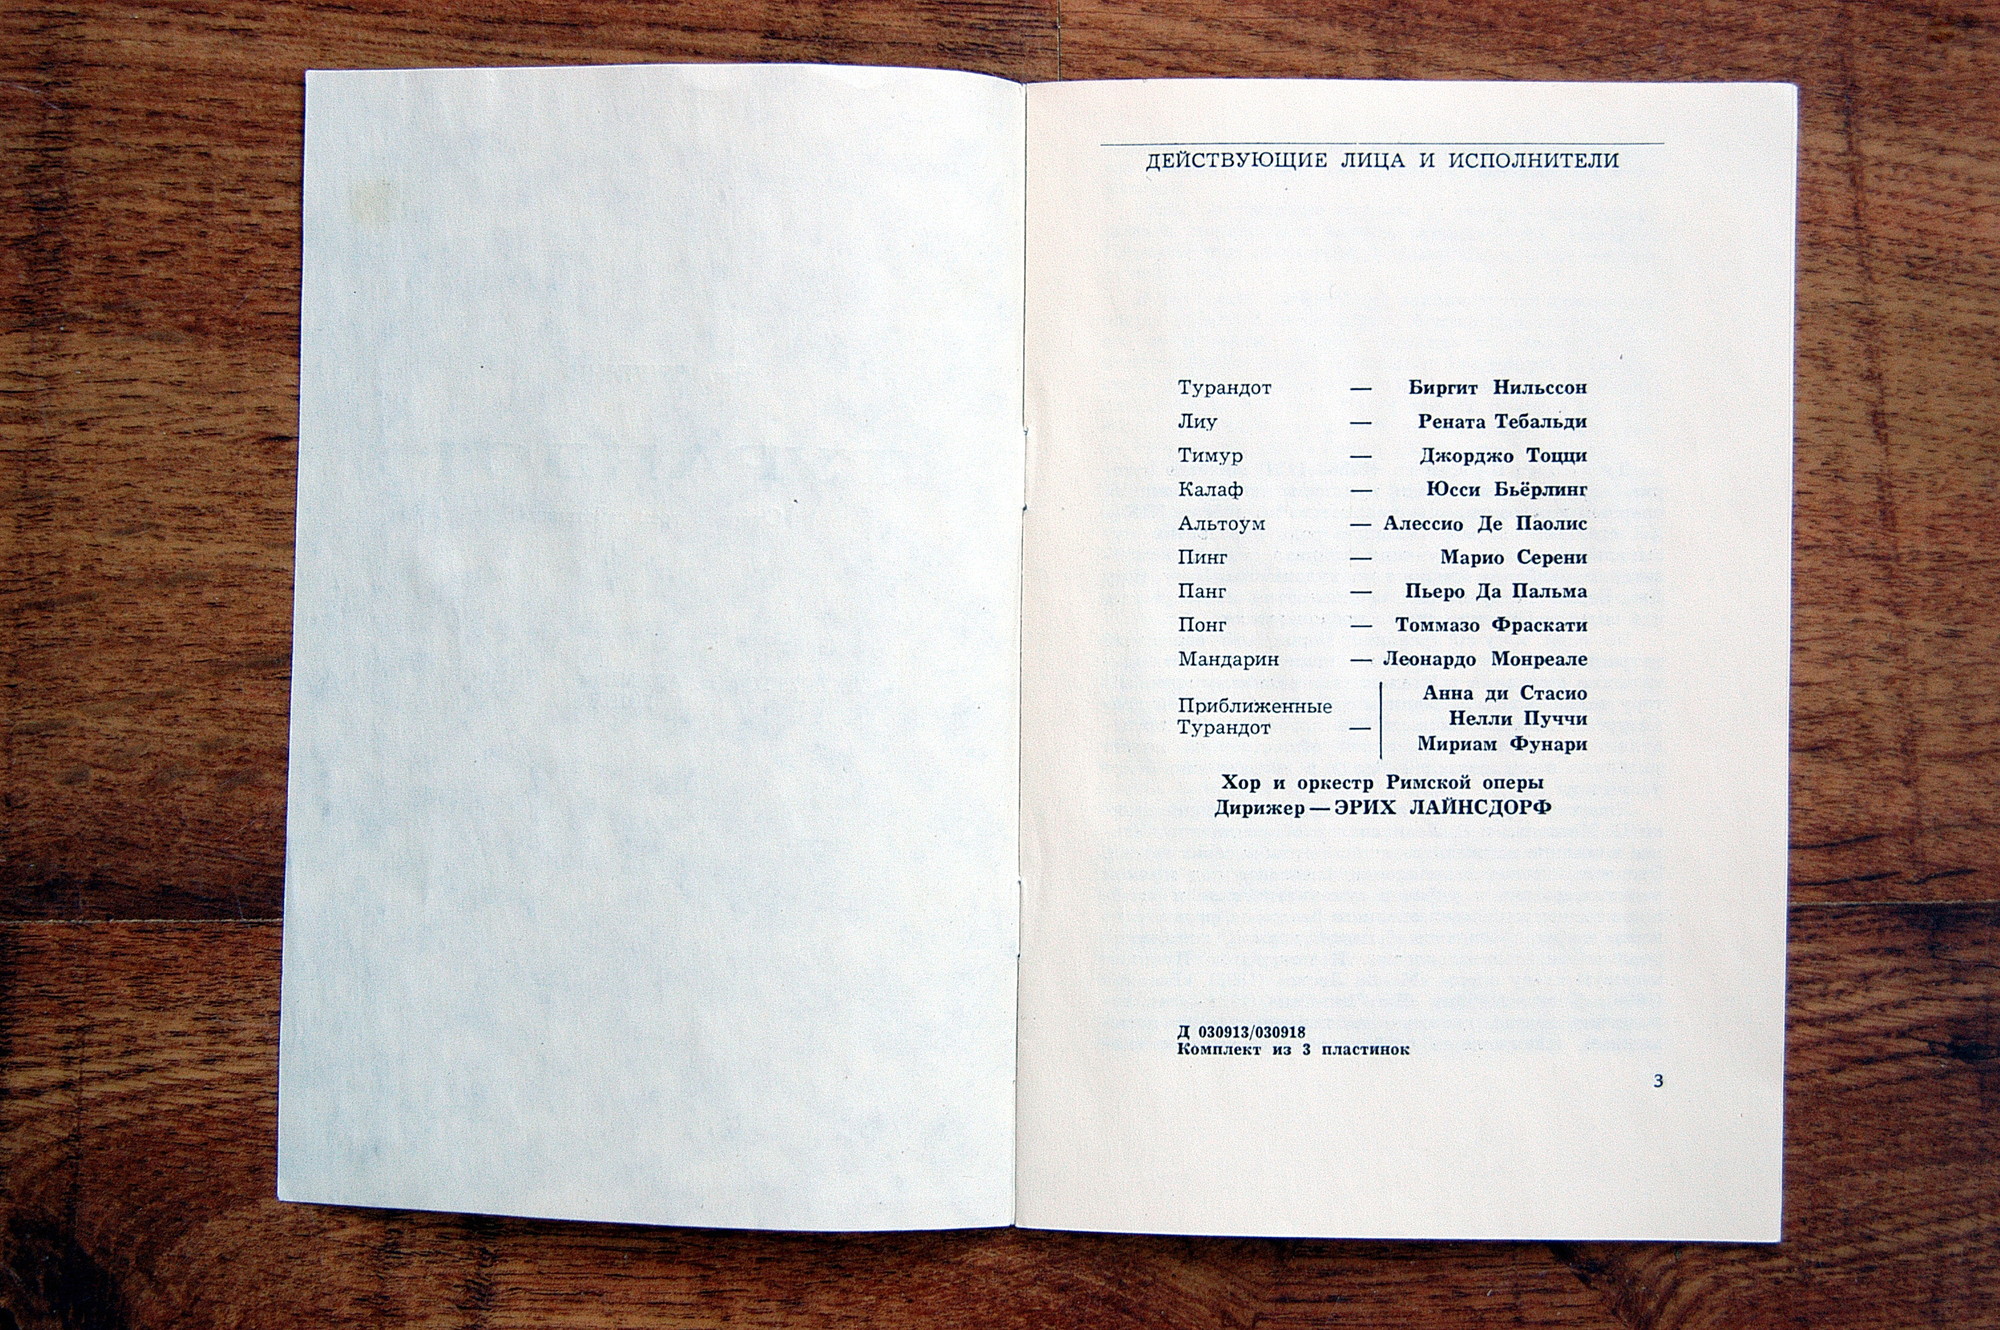 ДЕЙСТВУЮЩИЕ ЛИЦА И ИСПОЛНИТЕЛИ
Турандот — Биргит Нильссон
Лиу — Рената Тебальди
Тимур — Джорджо Тоцци
Калаф — Юсси Бьёрлинг
Альтоум — Алессио Де Паолис
Пинг — Марио Серени
Панг — Пьеро Да Пальма
Понг — Томмазо Фраскати
Мандарин — Леонардо Монреале
Приближенные
Турандот —
Анна ди Стасио
Нелли Пуччи
Мириам Фунари
Хор и оркестр Римской оперы
Дирижер — ЭРИХ ЛАЙНСДОРФ
Д 030913/030918
Комплект из 3 пластинок
3